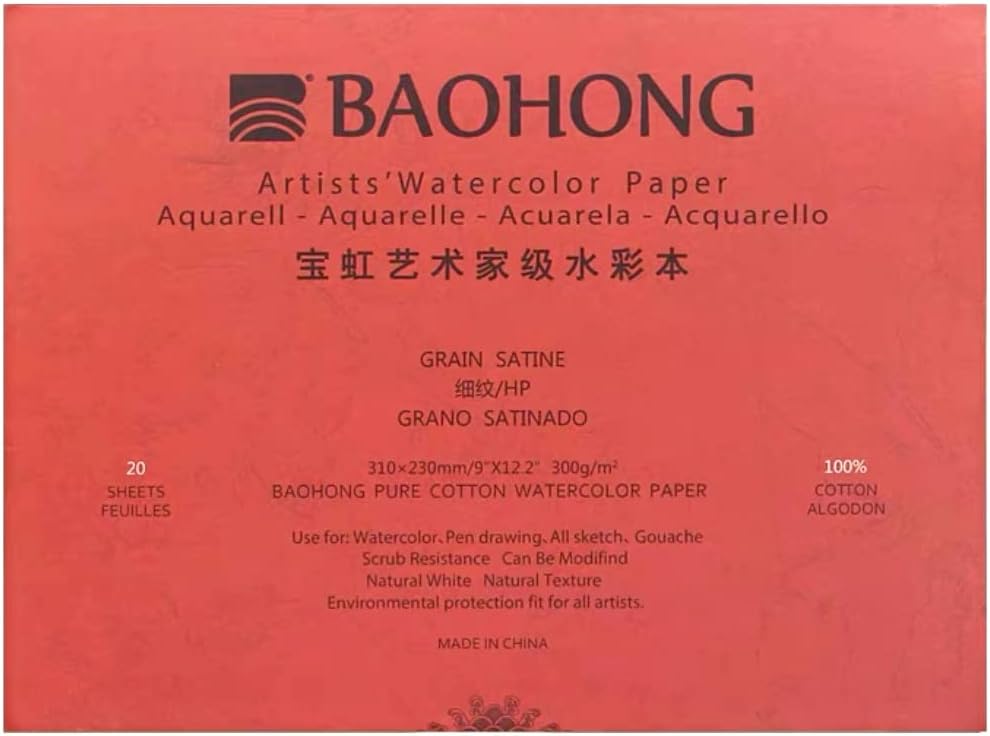 BAOHONG
Artists' Watercolor Paper
Aquarell - Aquarelle - Acuarela - Acquarello
宝虹艺术家级水彩本
GRAIN SATINE
细纹/HP
GRANO SATINADO
310×230mm/9"X12.2" 300g/m²
BAOHONG PURE COTTON WATERCOLOR PAPER
20
SHEETS
FEUILLES
100%
COTTON
ALGODON
Use for: Watercolor、Pen drawing、All sketch、Gouache
Scrub Resistance Can Be Modifind
Natural White Natural Texture
Environmental protection fit for all artists.
MADE IN CHINA